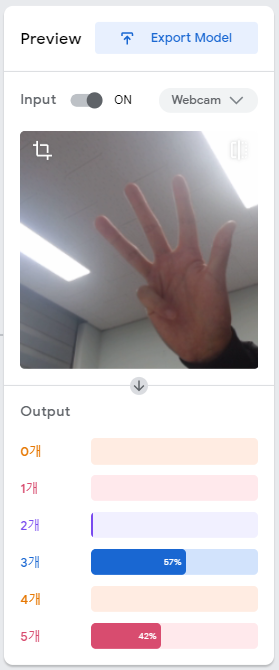 Preview
Export Model
Input
ON
Webcam
Output
0개
1개
2개
3개
57%
4개
5개
42%